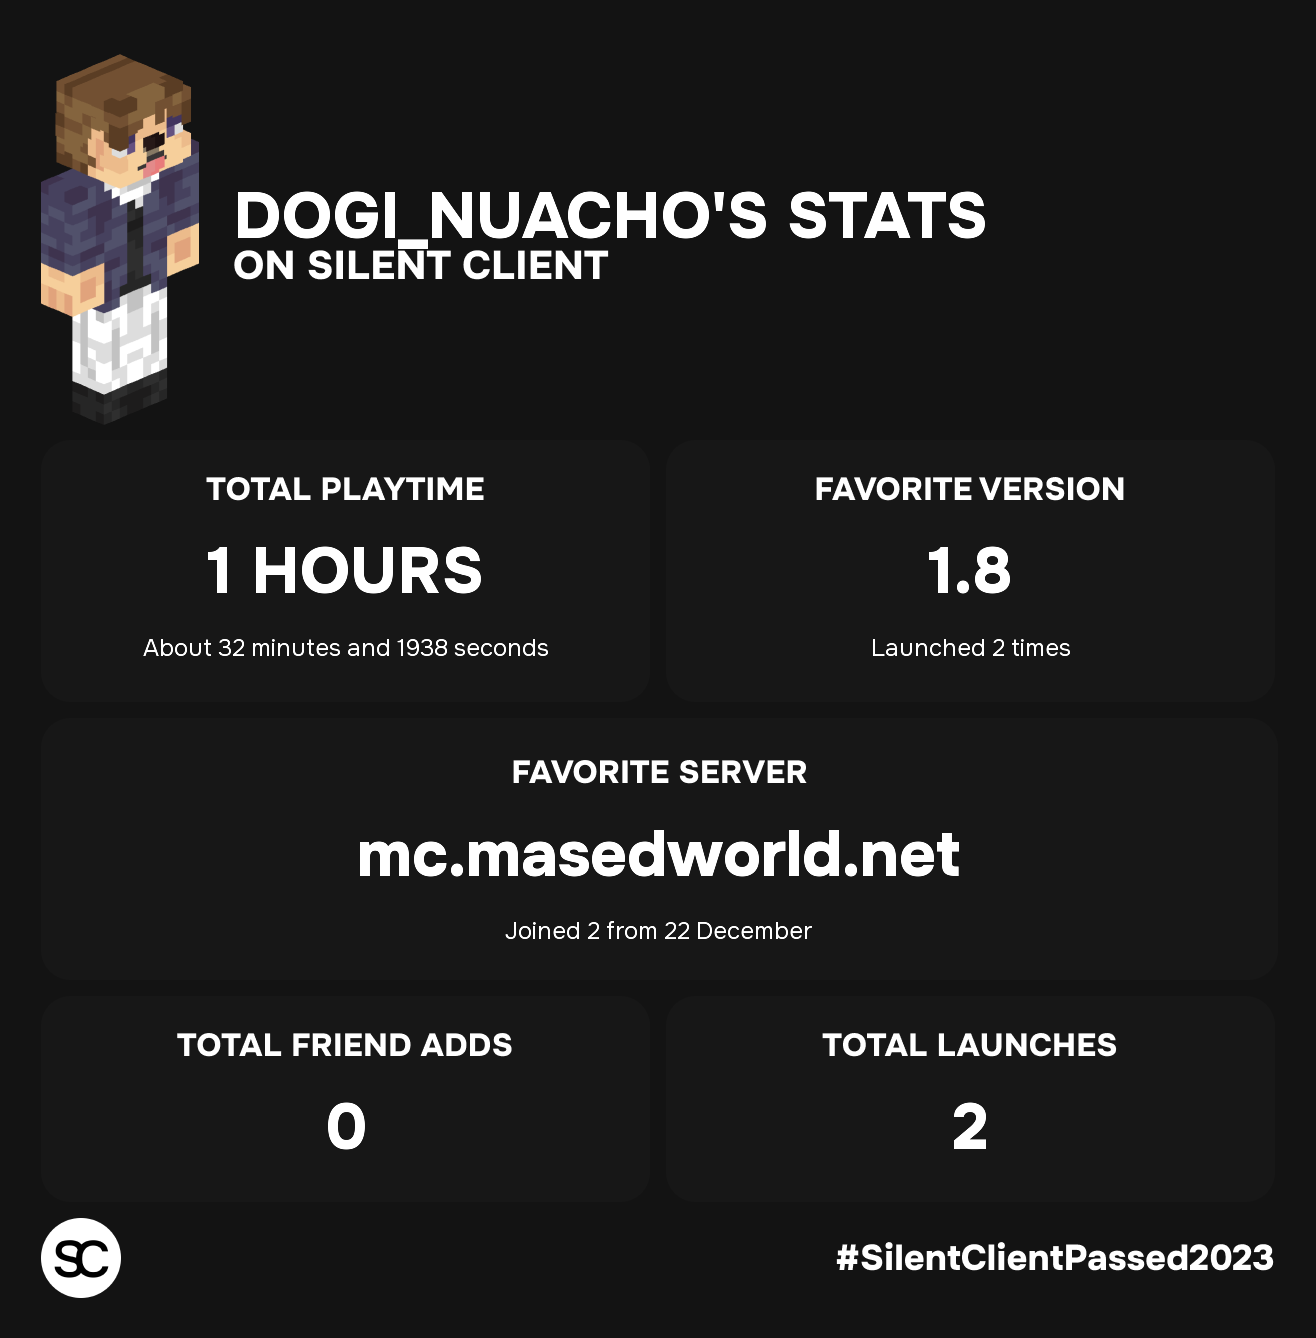 DOGI_NUACHO'S STATS
ON SILENT CLIENT
TOTAL PLAYTIME
1 HOURS
About 32 minutes and 1938 seconds
FAVORITE VERSION
1.8
Launched 2 times
FAVORITE SERVER
mc.masedworld.net
Joined 2 from 22 December
TOTAL FRIEND ADDS
0
TOTAL LAUNCHES
2
SC
#SilentClientPassed2023